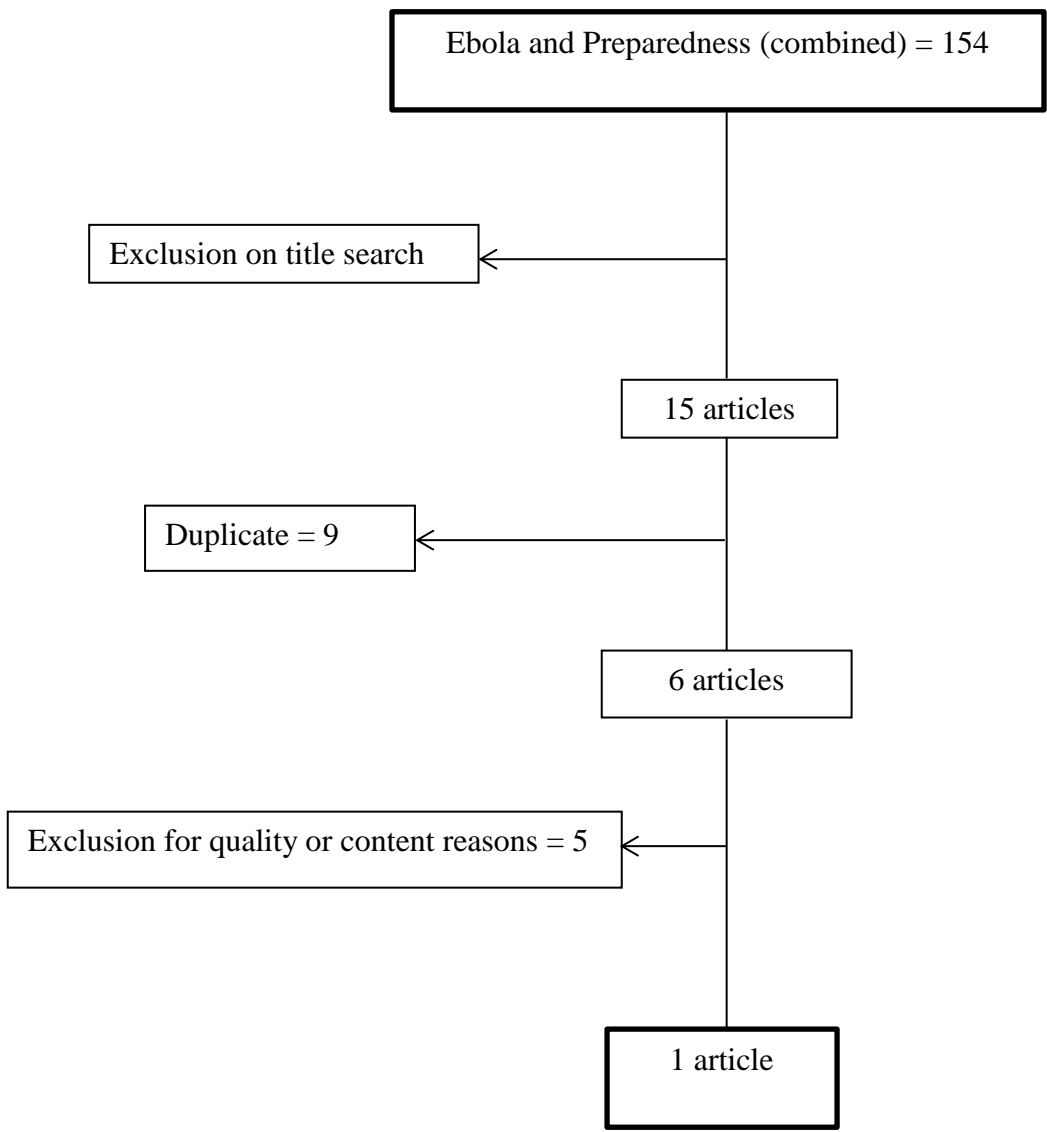 Ebola and Preparedness (combined) = 154
Exclusion on title search
15 articles
Duplicate = 9
6 articles
Exclusion for quality or content reasons = 5
1 article